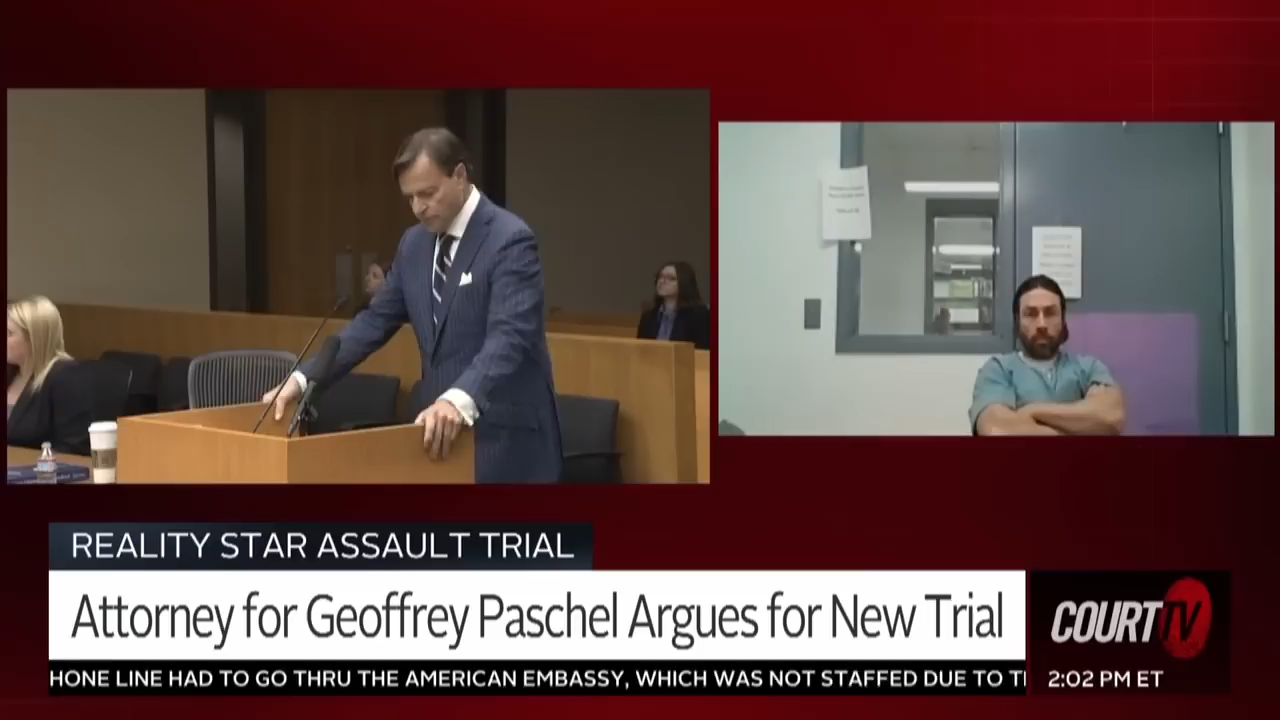 REALITY STAR ASSAULT TRIAL
Attorney for Geoffrey Paschel Argues for New Trial
COURT TV
HONE LINE HAD TO GO THRU THE AMERICAN EMBASSY, WHICH WAS NOT STAFFED DUE TO T
2:02 PM ET